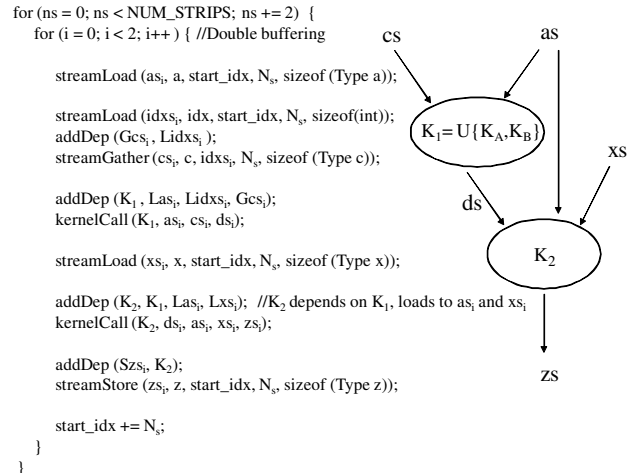 for (ns = 0; ns < NUM_STRIPS; ns += 2) {
for (i = 0; i < 2; i++ ) { //Double buffering
streamLoad (asᵢ, a, start_idx, Nₛ, sizeof (Type a));
streamLoad (idxsᵢ, idx, start_idx, Nₛ, sizeof(int));
addDep (Gcsᵢ , Lidxsᵢ );
streamGather (csᵢ, c, idxsᵢ, Nₛ, sizeof (Type c));
addDep (K₁ , Lasᵢ, Lidxsᵢ, Gcsᵢ);
kernelCall (K₁, asᵢ, csᵢ, dsᵢ);
streamLoad (xsᵢ, x, start_idx, Nₛ, sizeof (Type x));
addDep (K₂, K₁, Lasᵢ, Lxsᵢ); //K₂ depends on K₁, loads to asᵢ and xsᵢ
kernelCall (K₂, dsᵢ, asᵢ, xsᵢ, zsᵢ);
addDep (Szsᵢ, K₂);
streamStore (zsᵢ, z, start_idx, Nₛ, sizeof (Type z));
start_idx += Nₛ;
}
}
cs
as
K₁= U{K_A,K_B}
xs
ds
K₂
zs